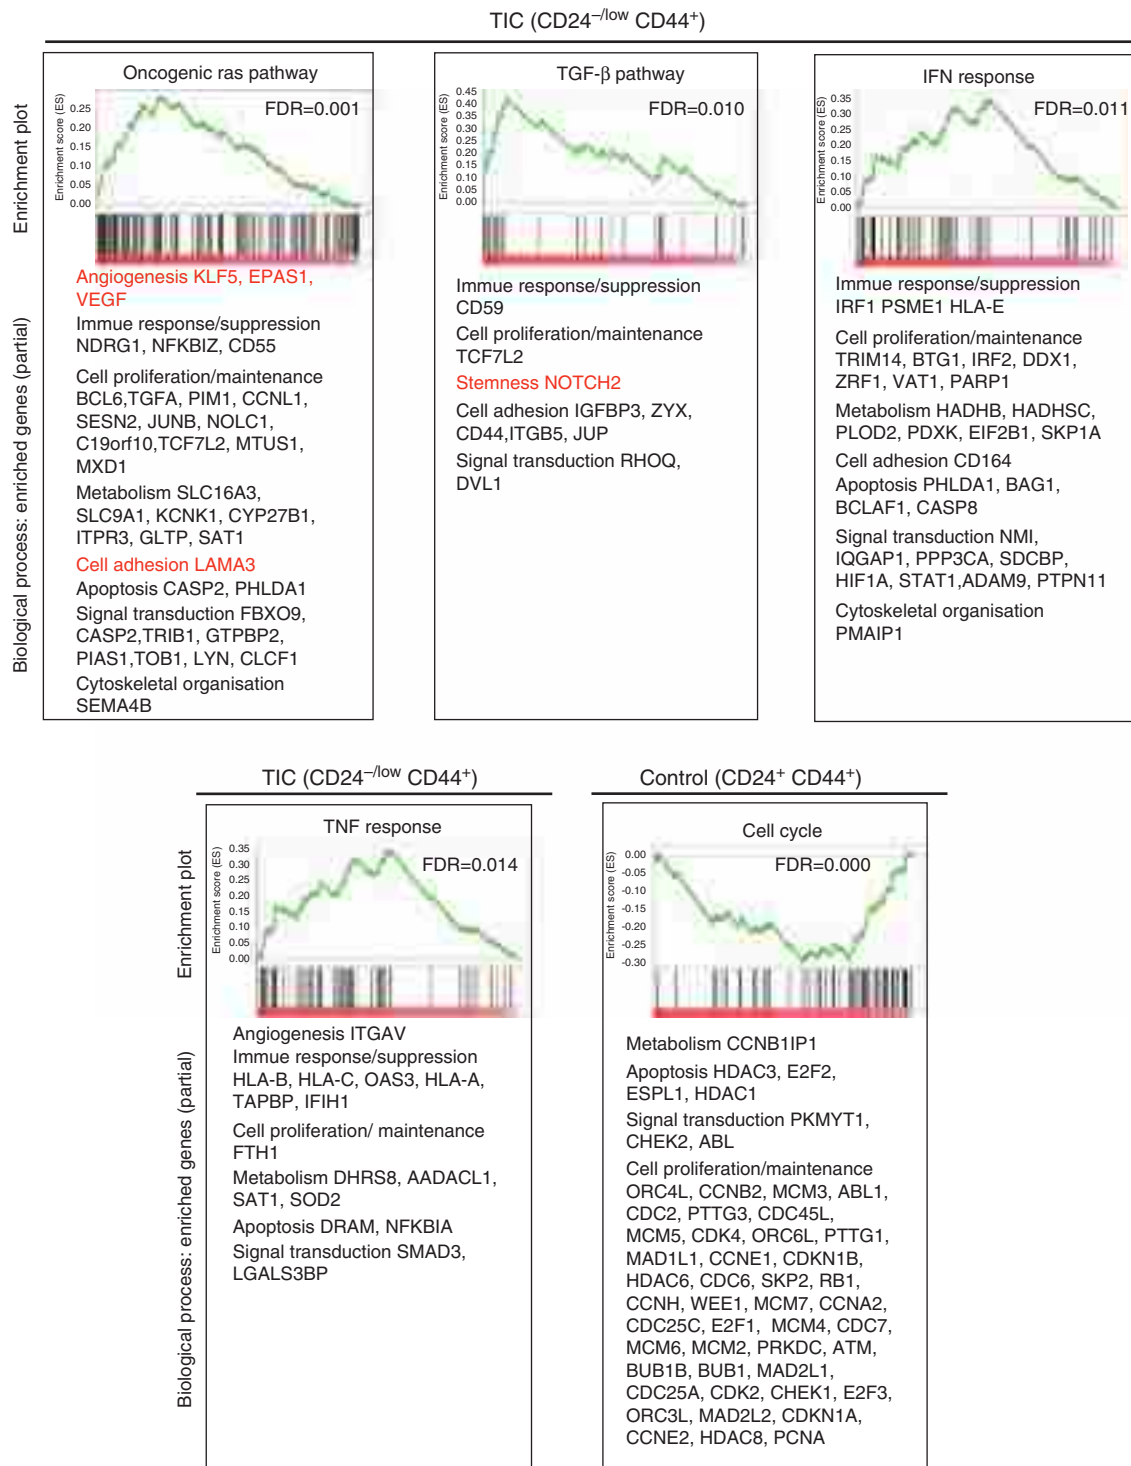 TIC (CD24–/low CD44+)
Oncogenic ras pathway
FDR=0.001
Enrichment score (ES)
0.25
0.20
0.15
0.10
0.05
0.00
Enrichment plot
Biological process: enriched genes (partial)
Angiogenesis KLF5, EPAS1,
VEGF
Immue response/suppression
NDRG1, NFKBIZ, CD55
Cell proliferation/maintenance
BCL6,TGFA, PIM1, CCNL1,
SESN2, JUNB, NOLC1,
C19orf10,TCF7L2, MTUS1,
MXD1
Metabolism SLC16A3,
SLC9A1, KCNK1, CYP27B1,
ITPR3, GLTP, SAT1
Cell adhesion LAMA3
Apoptosis CASP2, PHLDA1
Signal transduction FBXO9,
CASP2,TRIB1, GTPBP2,
PIAS1,TOB1, LYN, CLCF1
Cytoskeletal organisation
SEMA4B
TGF-β pathway
FDR=0.010
Enrichment score (ES)
0.45
0.40
0.35
0.30
0.25
0.20
0.15
0.10
0.05
0.00
Immune response/suppression
CD59
Cell proliferation/maintenance
TCF7L2
Stemness NOTCH2
Cell adhesion IGFBP3, ZYX,
CD44,ITGB5, JUP
Signal transduction RHOQ,
DVL1
IFN response
FDR=0.011
Enrichment score (ES)
0.35
0.30
0.25
0.20
0.15
0.10
0.05
0.00
Immune response/suppression
IRF1 PSME1 HLA-E
Cell proliferation/maintenance
TRIM14, BTG1, IRF2, DDX1,
ZRF1, VAT1, PARP1
Metabolism HADHB, HADHSC,
PLOD2, PDXK, EIF2B1, SKP1A
Cell adhesion CD164
Apoptosis PHLDA1, BAG1,
BCLAF1, CASP8
Signal transduction NMI,
IQGAP1, PPP3CA, SDCBP,
HIF1A, STAT1,ADAM9, PTPN11
Cytoskeletal organisation
PMAIP1
TIC (CD24–/low CD44+)
TNF response
FDR=0.014
Enrichment score (ES)
0.35
0.30
0.25
0.20
0.15
0.10
0.05
0.00
Enrichment plot
Biological process: enriched genes (partial)
Angiogenesis ITGAV
Immue response/suppression
HLA-B, HLA-C, OAS3, HLA-A,
TAPBP, IFIH1
Cell proliferation/ maintenance
FTH1
Metabolism DHRS8, AADACL1,
SAT1, SOD2
Apoptosis DRAM, NFKBIA
Signal transduction SMAD3,
LGALS3BP
Control (CD24+ CD44+)
Cell cycle
FDR=0.000
Enrichment score (ES)
0.00
-0.05
-0.10
-0.15
-0.20
-0.25
-0.30
Metabolism CCNB1IP1
Apoptosis HDAC3, E2F2,
ESPL1, HDAC1
Signal transduction PKMYT1,
CHEK2, ABL
Cell proliferation/maintenance
ORC4L, CCNB2, MCM3, ABL1,
CDC2, PTTG3, CDC45L,
MCM5, CDK4, ORC6L, PTTG1,
MAD1L1, CCNE1, CDKN1B,
HDAC6, CDC6, SKP2, RB1,
CCNH, WEE1, MCM7, CCNA2,
CDC25C, E2F1, MCM4, CDC7,
MCM6, MCM2, PRKDC, ATM,
BUB1B, BUB1, MAD2L1,
CDC25A, CDK2, CHEK1, E2F3,
ORC3L, MAD2L2, CDKN1A,
CCNE2, HDAC8, PCNA